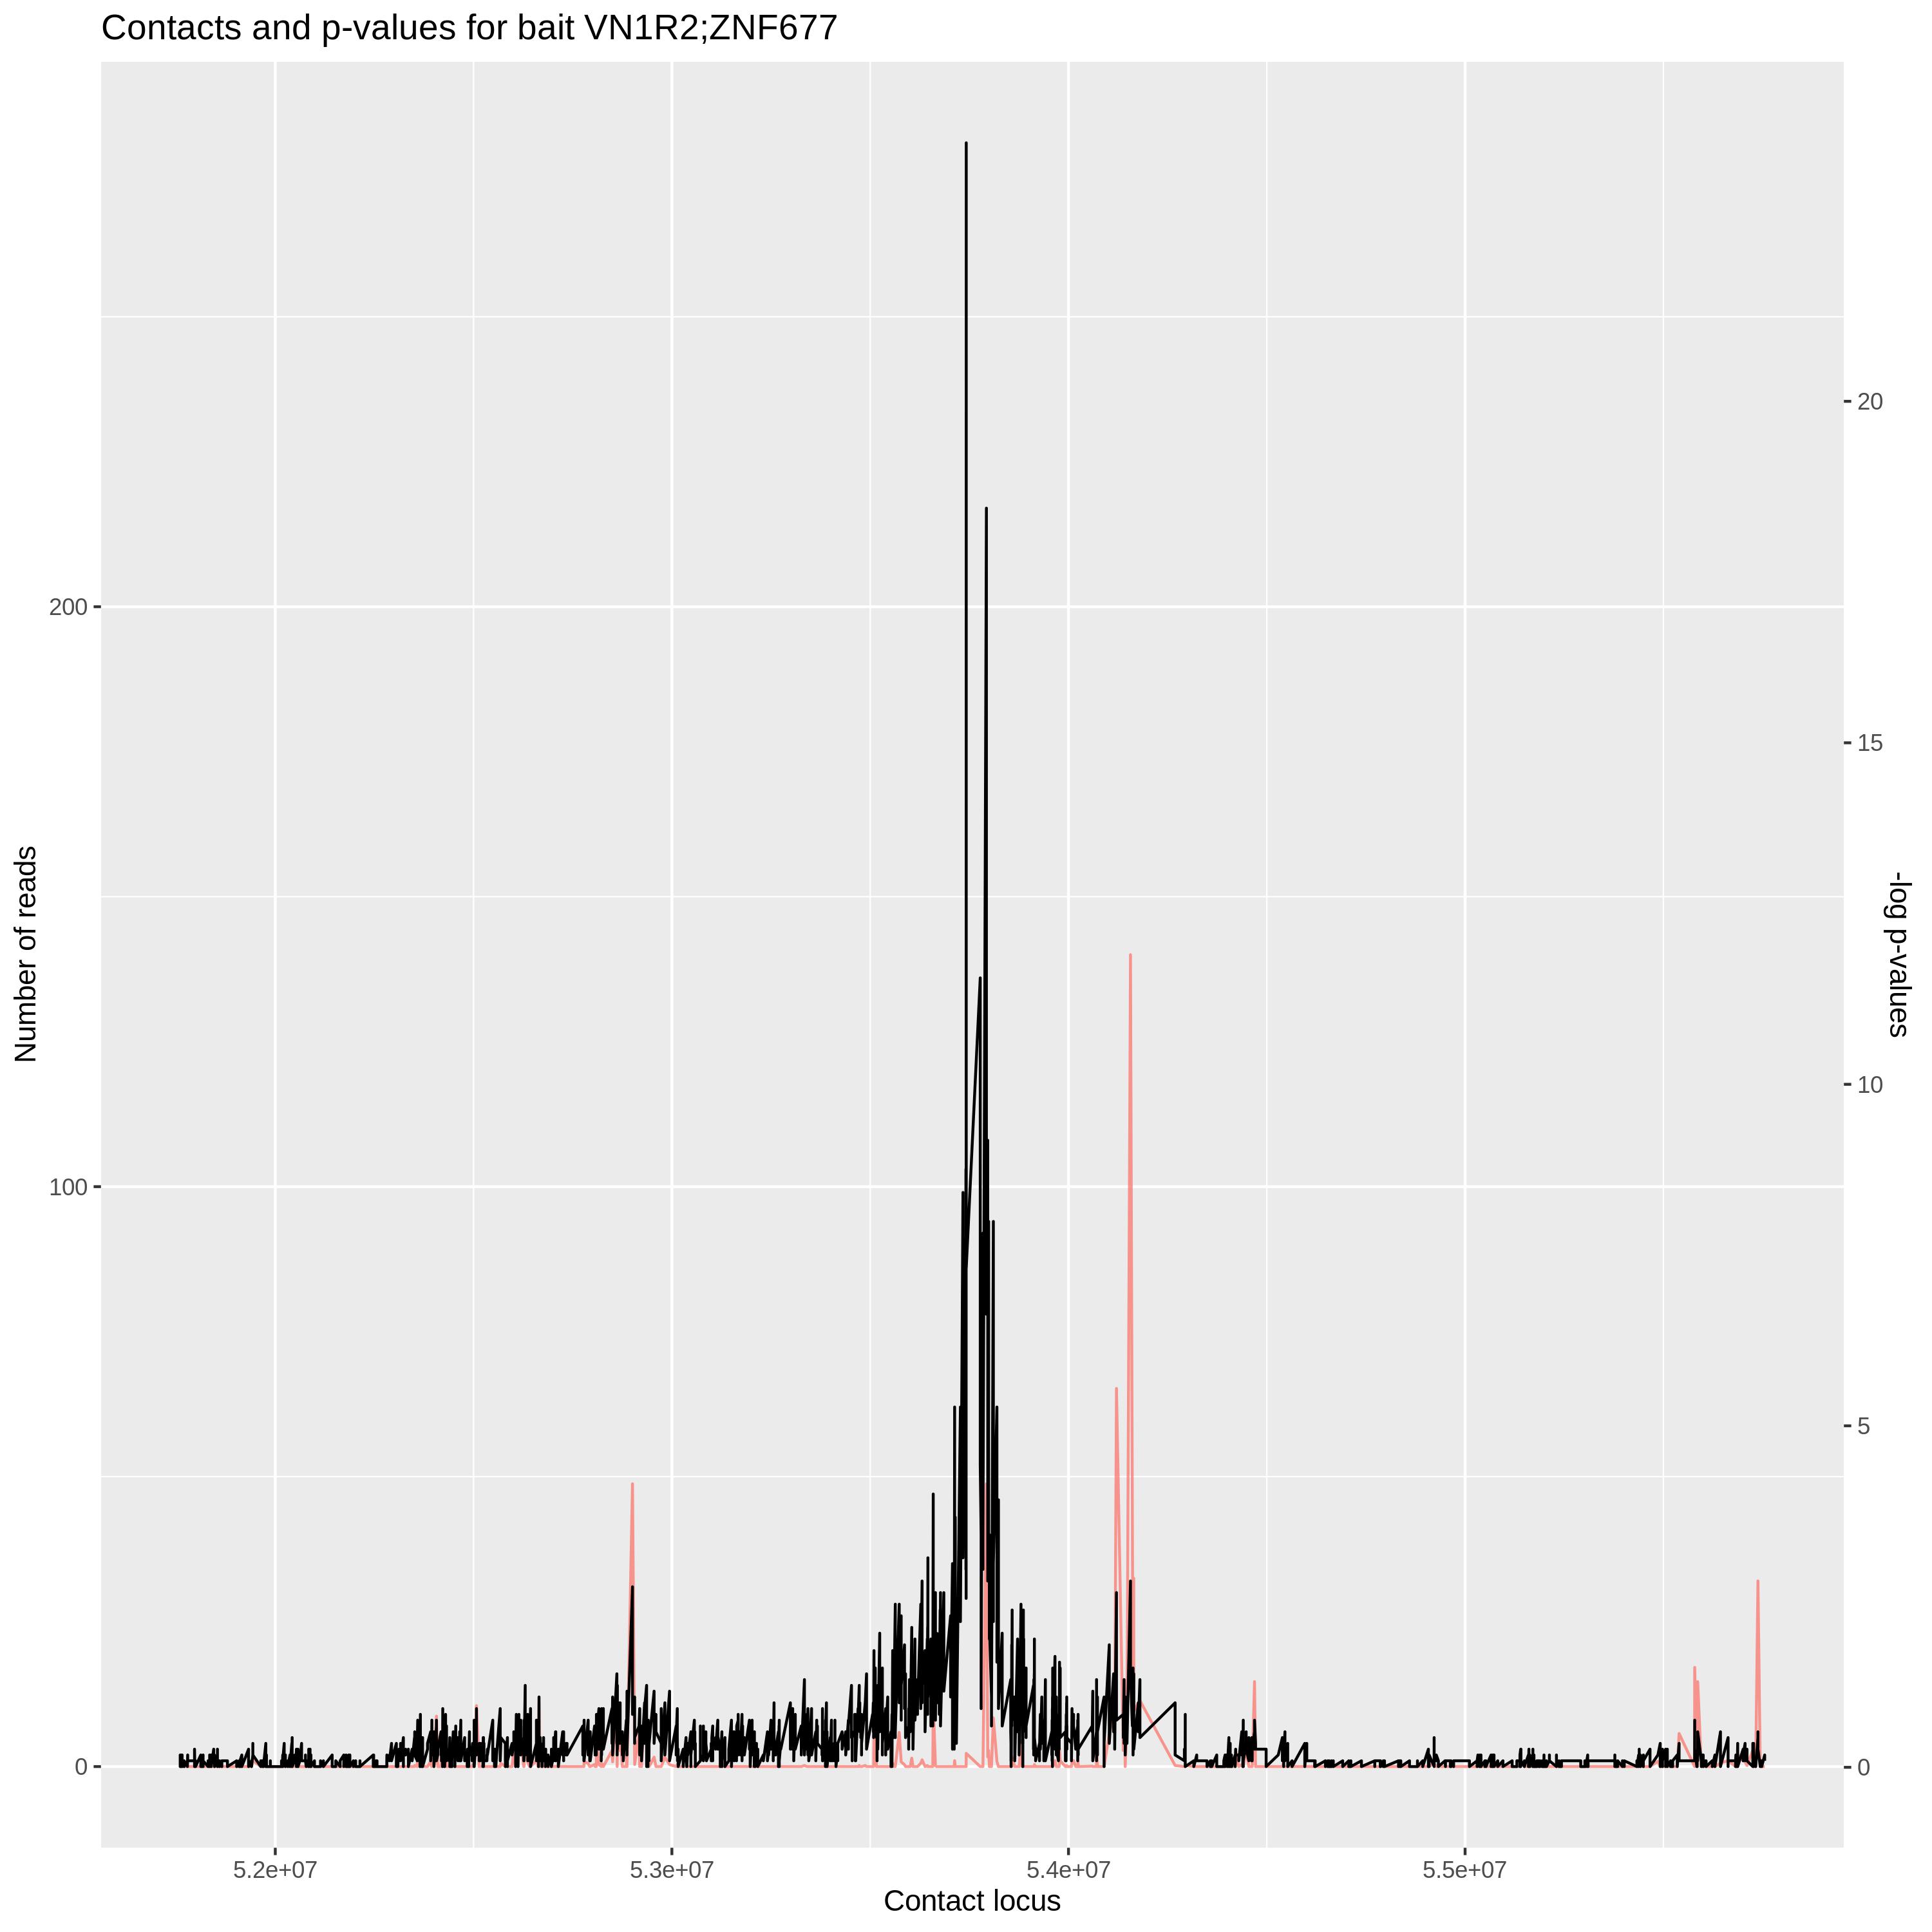 Contacts and p-values for bait VN1R2;ZNF677
200
100
0
Number of reads
20
15
10
5
0
-log p-values
5.2e+07
5.3e+07
5.4e+07
5.5e+07
Contact locus